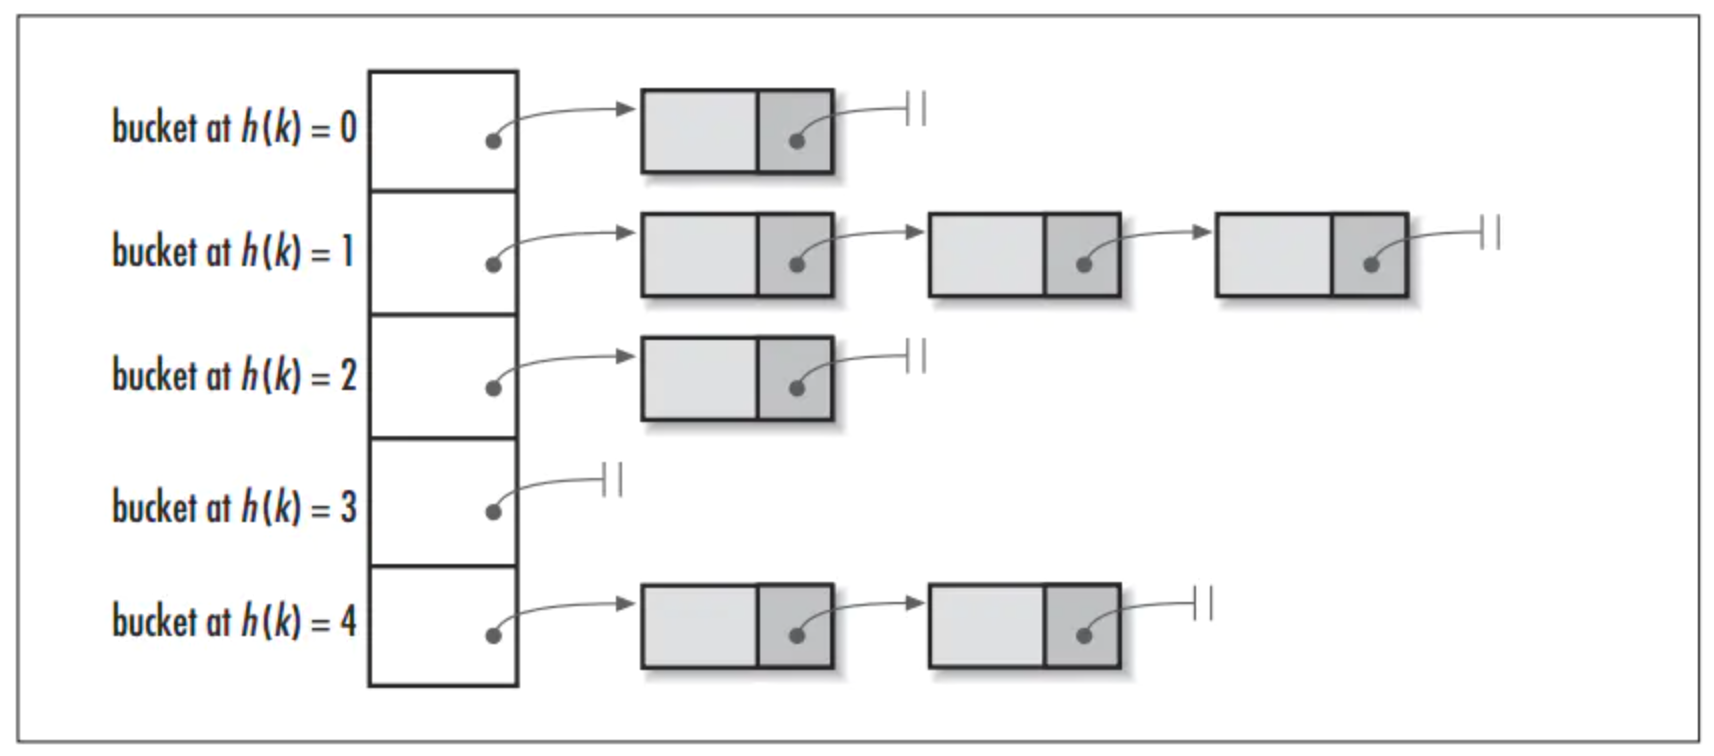 bucket at h(k) = 0
bucket at h(k) = 1
bucket at h(k) = 2
bucket at h(k) = 3
bucket at h(k) = 4